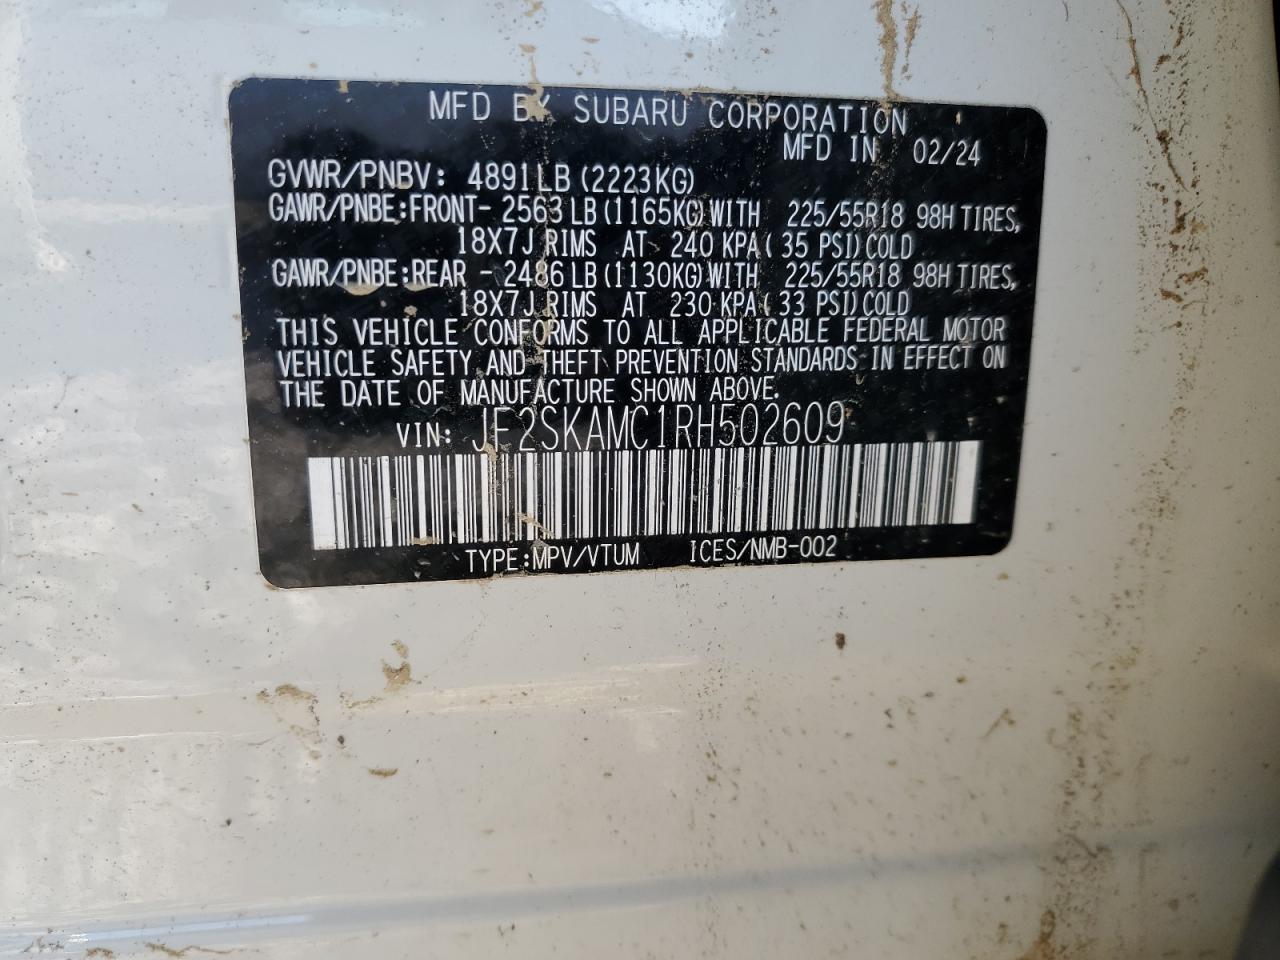 MFD BY SUBARU CORPORATION
MFD IN 02/24
GVWR/PNBV: 4891LB (2223KG)
GAWR/PNBE:FRONT- 2563 LB (1165KG) WITH 225/55R18 98H TIRES,
18X7J RIMS AT 240 KPA ( 35 PSI) COLD
GAWR/PNBE:REAR - 2486 LB (1130KG) WITH 225/55R18 98H TIRES,
18X7J RIMS AT 230 KPA ( 33 PSI) COLD
THIS VEHICLE CONFORMS TO ALL APPLICABLE FEDERAL MOTOR
VEHICLE SAFETY AND THEFT PREVENTION STANDARDS IN EFFECT ON
THE DATE OF MANUFACTURE SHOWN ABOVE.
VIN: JF2SKAMC1RH502609
TYPE:MPV/VTUM ICES/NMB-002